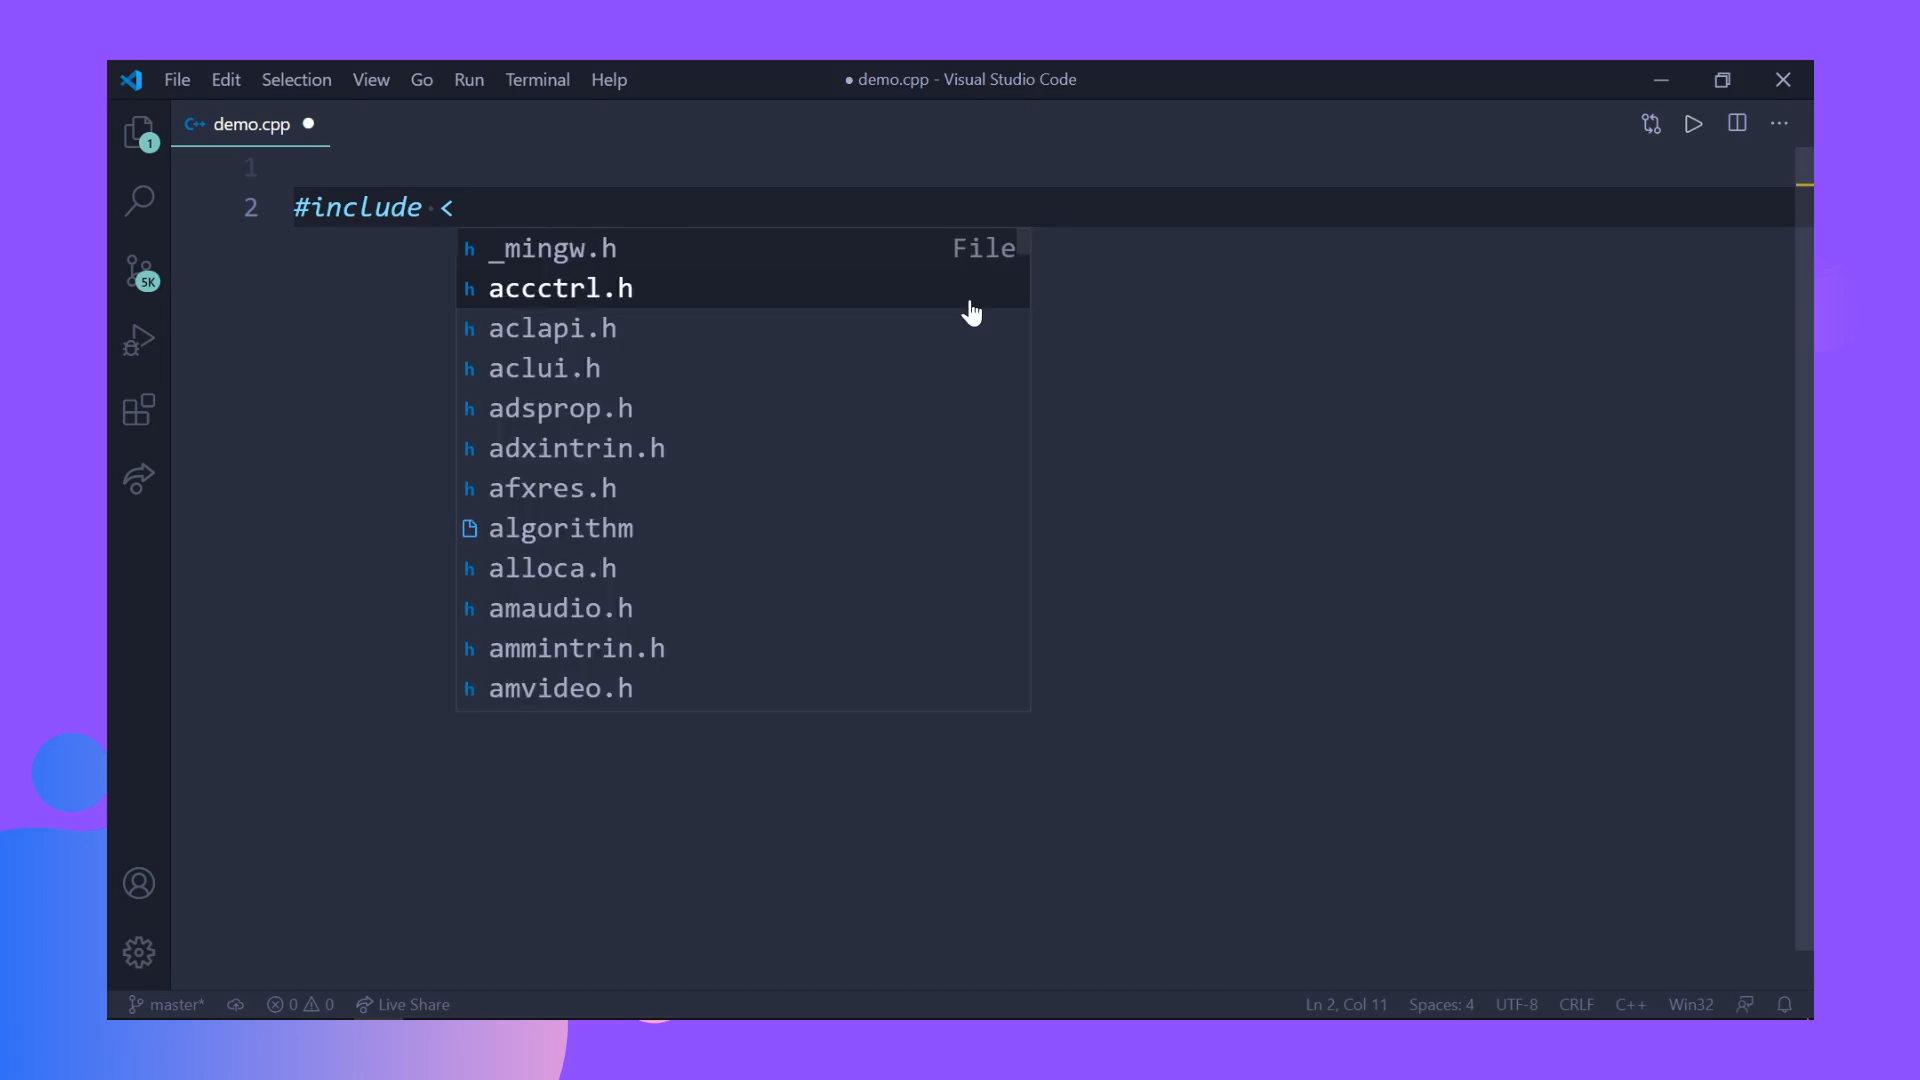 File Edit Selection View Go Run Terminal Help ● demo.cpp - Visual Studio Code
C++ demo.cpp ●
1
1
2 #include <
h _mingw.h File
h accctrl.h
h aclapi.h
h aclui.h
h adsprop.h
h adxintrin.h
h afxres.h
algorithm
h alloca.h
h amaudio.h
h ammintrin.h
h amvideo.h
5K
master* 0 0 Live Share Ln 2, Col 11 Spaces: 4 UTF-8 CRLF C++ Win32